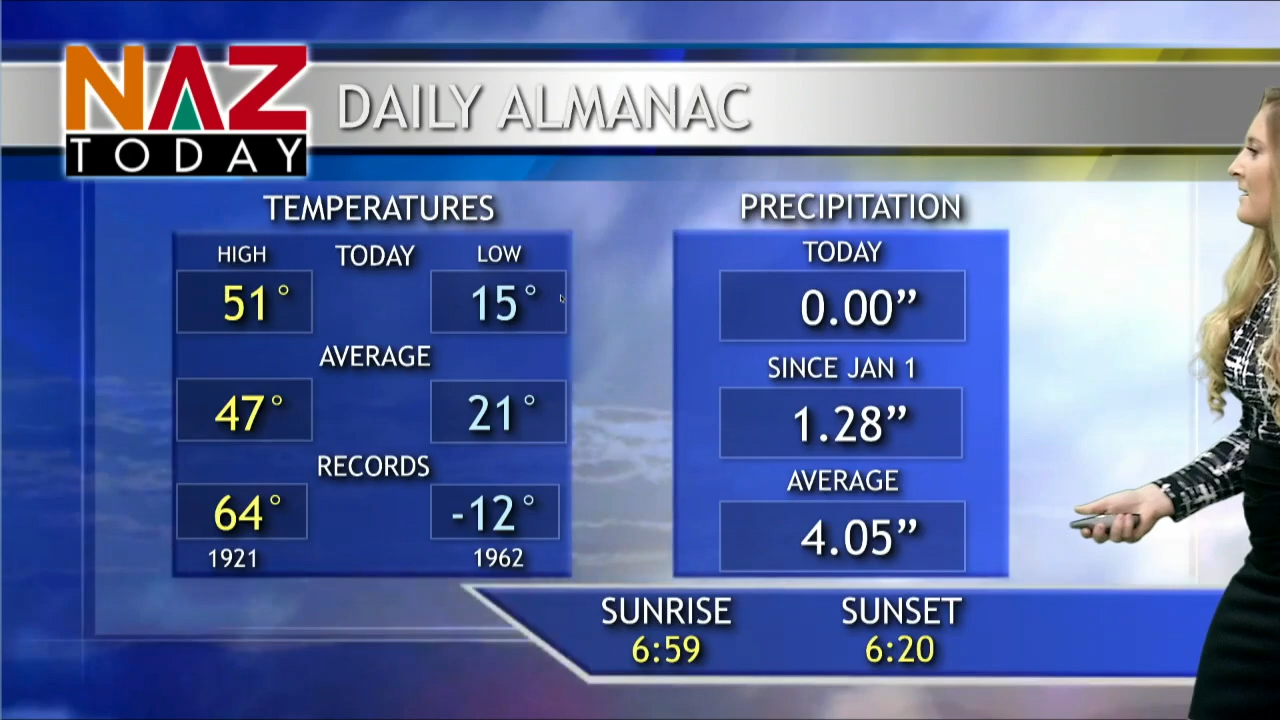 NAZ
TODAY
DAILY ALMANAC
TEMPERATURES
HIGH TODAY LOW
51° 15°
AVERAGE
47° 21°
RECORDS
64° -12°
1921 1962
PRECIPITATION
TODAY
0.00”
SINCE JAN 1
1.28”
AVERAGE
4.05”
SUNRISE SUNSET
6:59 6:20